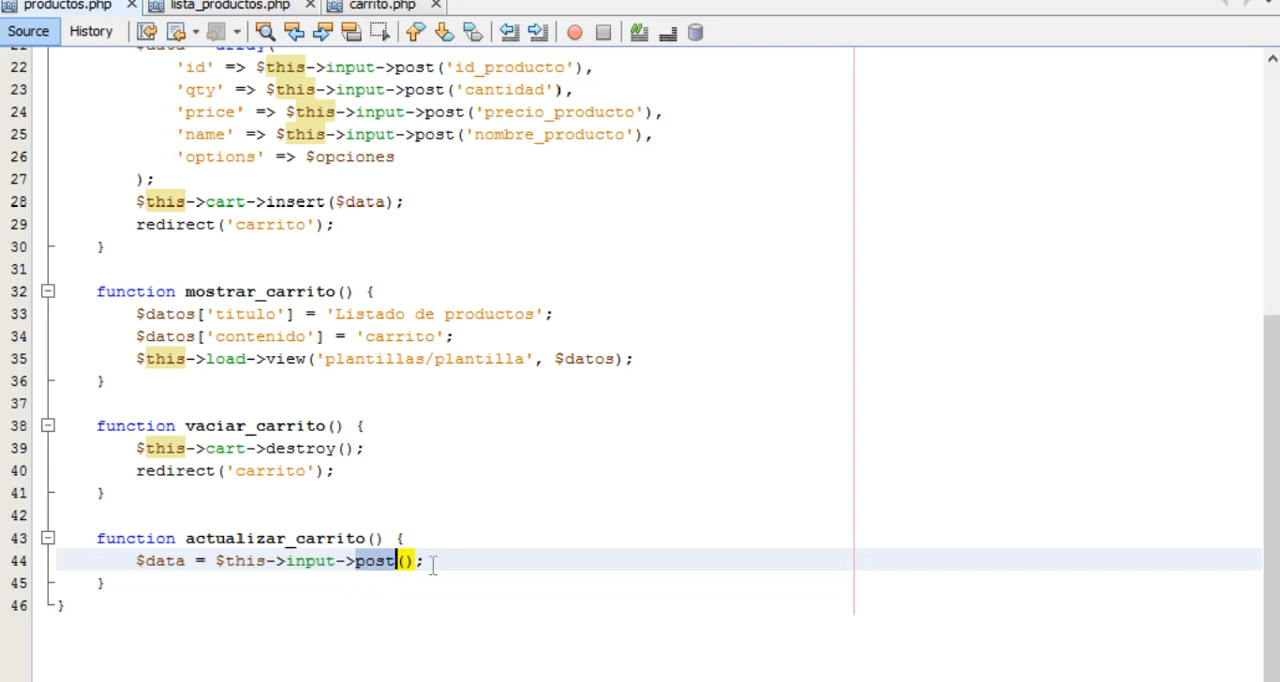 productos.php lista_productos.php carrito.php
Source History
21 $data = array(
22 'id' => $this->input->post('id_producto'),
23 'qty' => $this->input->post('cantidad'),
24 'price' => $this->input->post('precio_producto'),
25 'name' => $this->input->post('nombre_producto'),
26 'options' => $opciones
27 );
28 $this->cart->insert($data);
29 redirect('carrito');
30 }
31
32 function mostrar_carrito() {
33 $datos['titulo'] = 'Listado de productos';
34 $datos['contenido'] = 'carrito';
35 $this->load->view('plantillas/plantilla', $datos);
36 }
37
38 function vaciar_carrito() {
39 $this->cart->destroy();
40 redirect('carrito');
41 }
42
43 function actualizar_carrito() {
44 $data = $this->input->post();
45 }
46 }